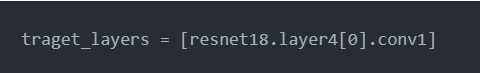 traget_layers = [resnet18.layer4[0].conv1]